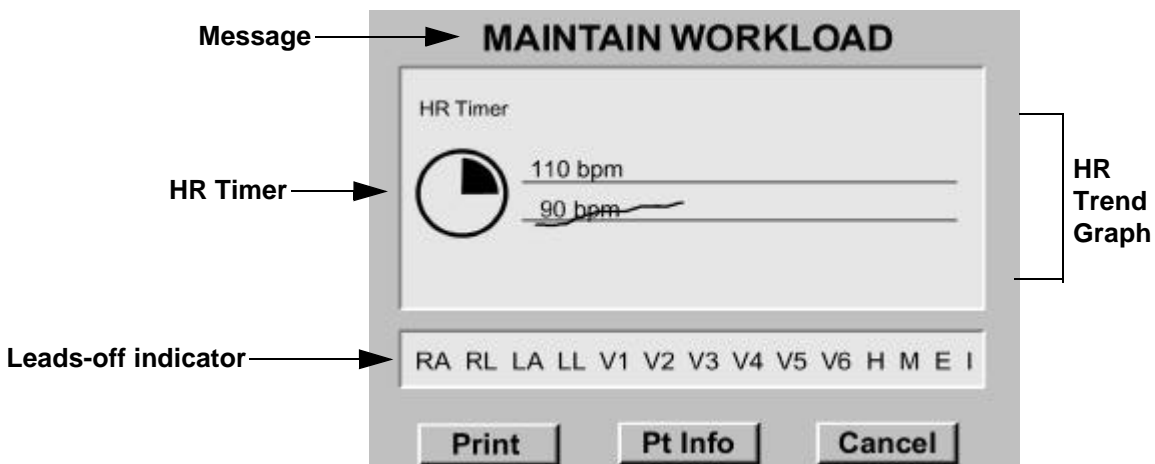 Message
MAINTAIN WORKLOAD
HR Timer
HR Timer
110 bpm
90 bpm
HR
Trend
Graph
Leads-off indicator
RA RL LA LL V1 V2 V3 V4 V5 V6 H M E I
Print Pt Info Cancel